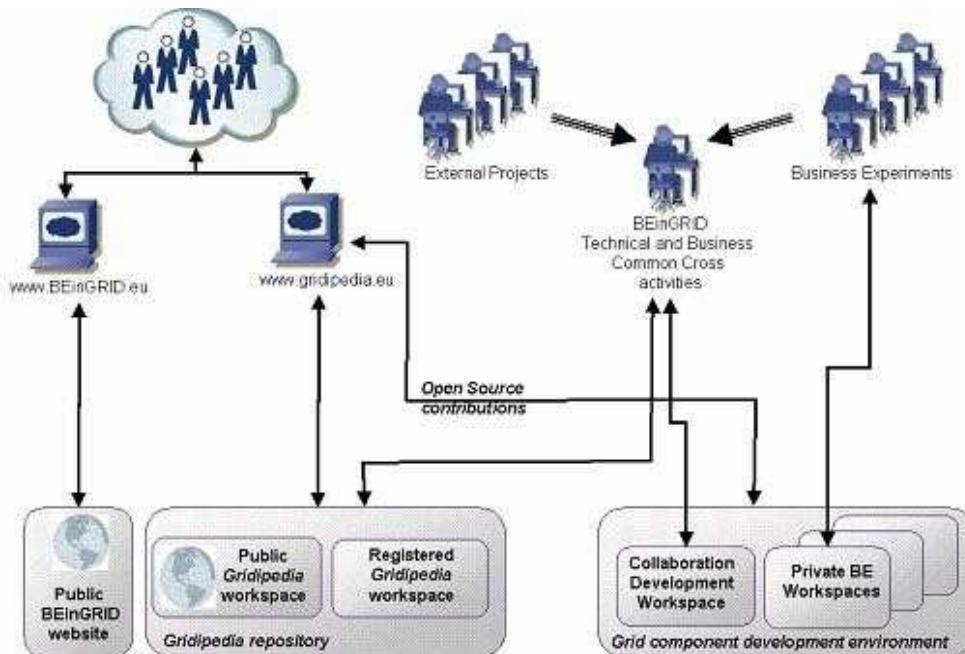 External Projects
Business Experiments
BEinGRID
Technical and Business
Common Cross
activities
www.BEinGRID.eu
www.gridipedia.eu
Open Source
contributions
Public
BEinGRID
website
Public
Gridipedia
workspace
Registered
Gridipedia
workspace
Gridipedia repository
Collaboration
Development
Workspace
Private BE
Workspaces
Grid component development environment